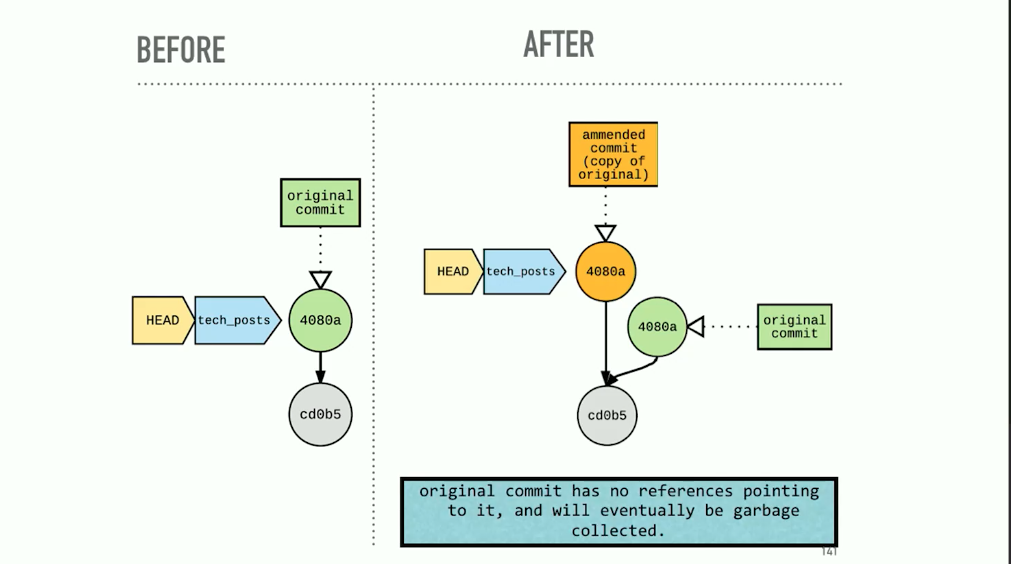 BEFORE
AFTER
original
commit
HEAD
tech_posts
4080a
cd0b5
ammended
commit
(copy of
original)
HEAD
tech_posts
4080a
4080a
original
commit
cd0b5
original commit has no references pointing
to it, and will eventually be garbage
collected.
141